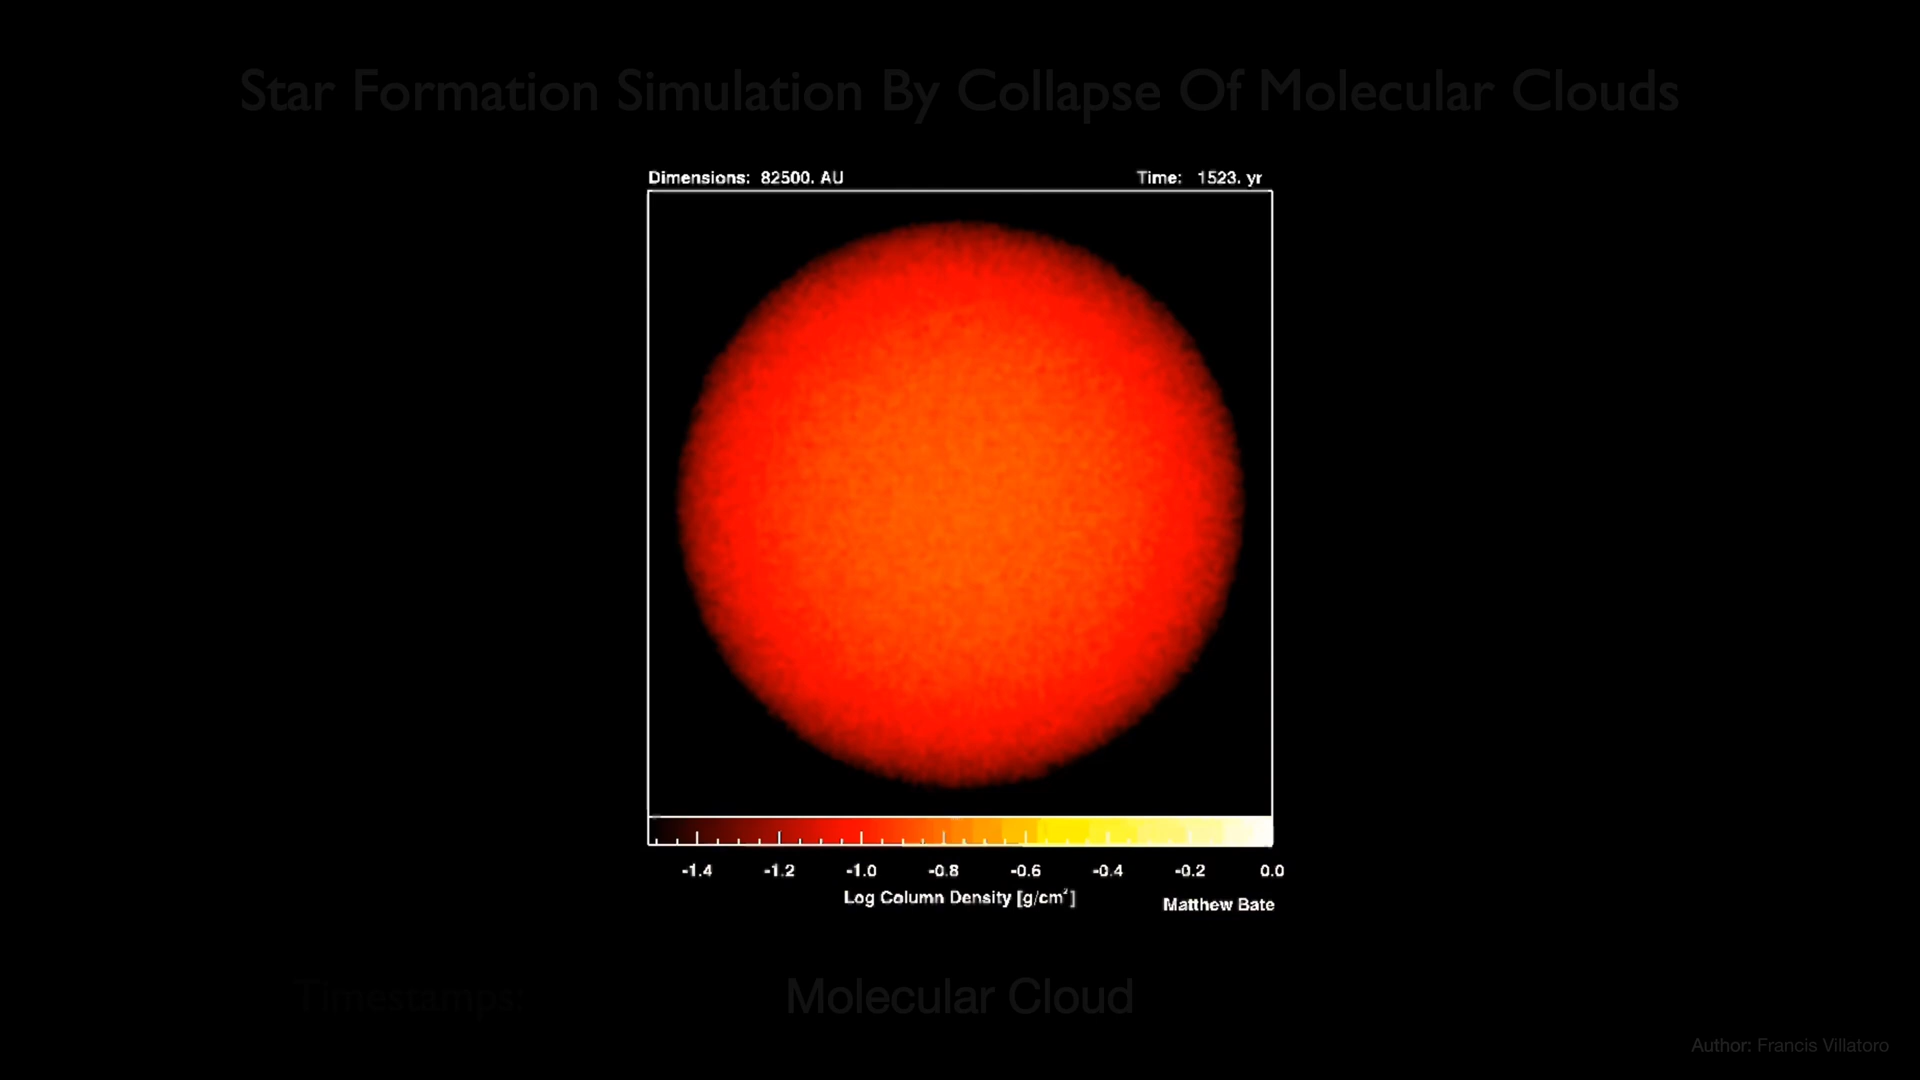 Star Formation Simulation By Collapse Of Molecular Clouds
Dimensions: 82500. AU Time: 1523. yr
-1.4 -1.2 -1.0 -0.8 -0.6 -0.4 -0.2 0.0
Log Column Density [g/cm²]
Matthew Bate
Timestamps: Molecular Cloud
Author: Francis Villatoro